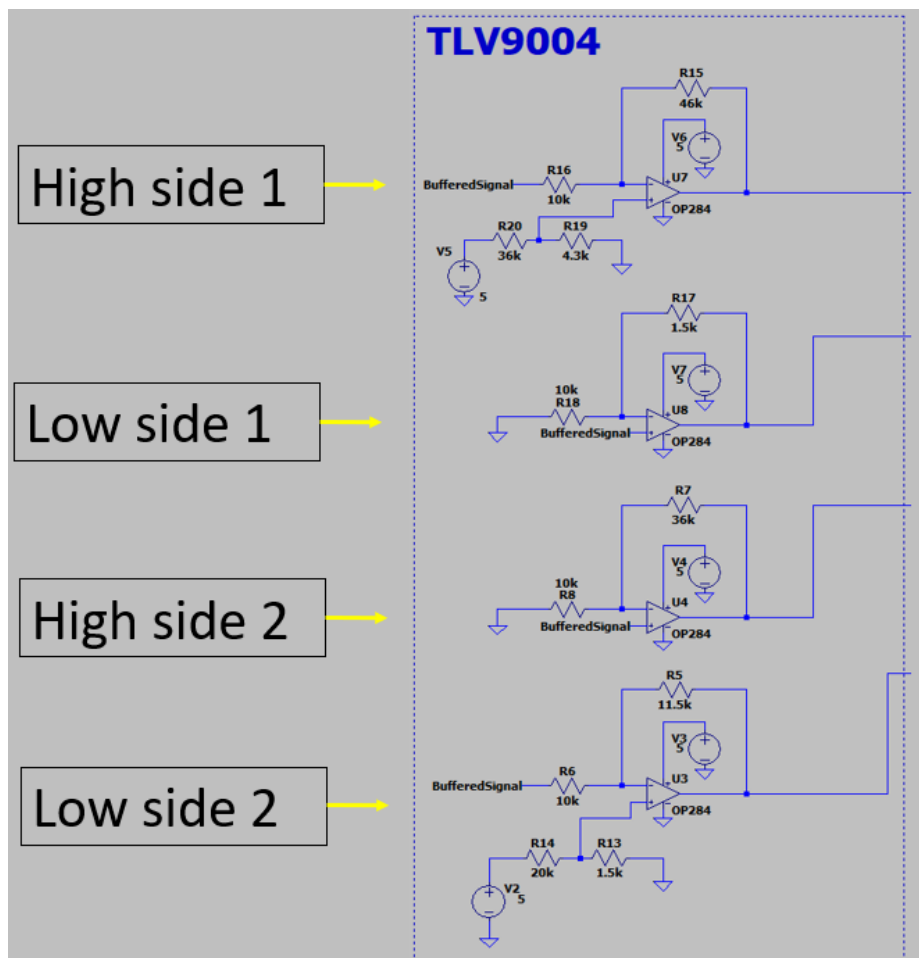 TLV9004
R15
46k
V6
5
High side 1
R16
BufferedSignal
10k
U7
OP284
R20
R19
36k
4.3k
V5
5
R17
1.5k
V7
5
Low side 1
10k
R18
BufferedSignal
U8
OP284
R7
36k
V4
5
High side 2
10k
R8
BufferedSignal
U4
OP284
R5
11.5k
V3
5
Low side 2
R6
BufferedSignal
10k
U3
OP284
R14
R13
20k
1.5k
V2
5